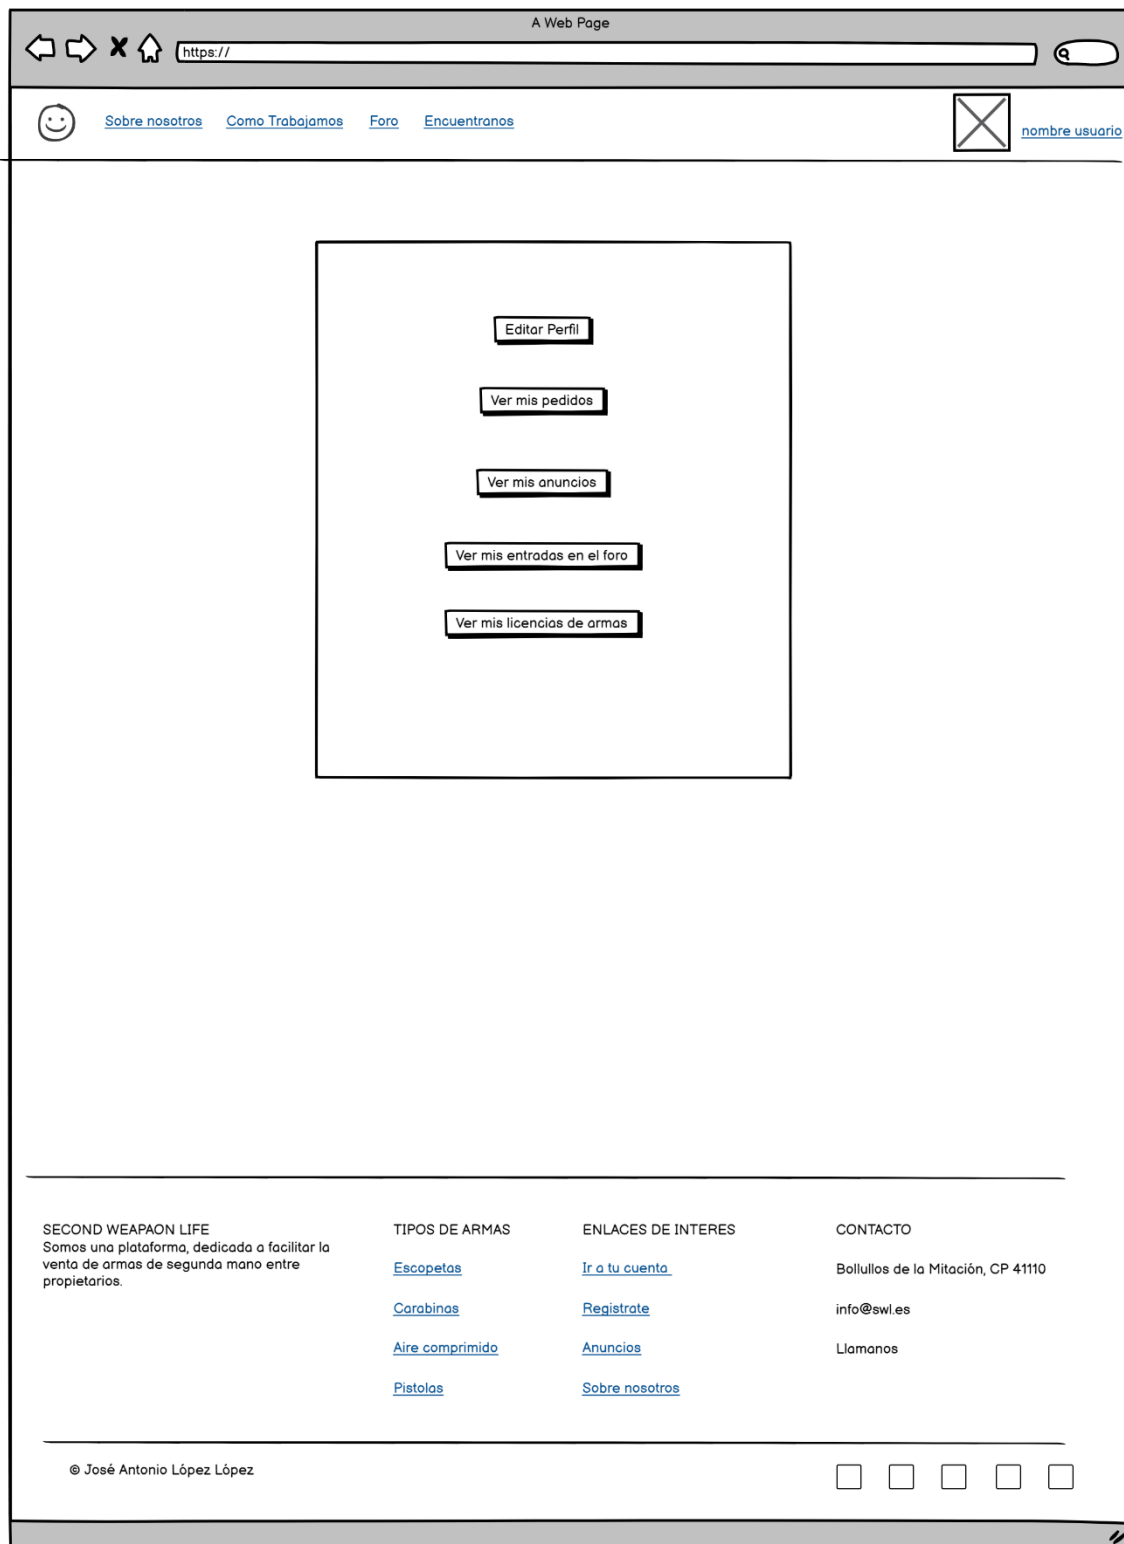 A Web Page
https://
Sobre nosotros Como Trabajamos Foro Encuentranos
nombre usuario
Editar Perfil
Ver mis pedidos
Ver mis anuncios
Ver mis entradas en el foro
Ver mis licencias de armas
SECOND WEAPAON LIFE
Somos una plataforma, dedicada a facilitar la
venta de armas de segunda mano entre
propietarios.
TIPOS DE ARMAS
Escopetas
Carabinas
Aire comprimido
Pistolas
ENLACES DE INTERES
Ir a tu cuenta
Registrate
Anuncios
Sobre nosotros
CONTACTO
Bollullos de la Mitación, CP 41110
info@swl.es
Llamanos
© José Antonio López López